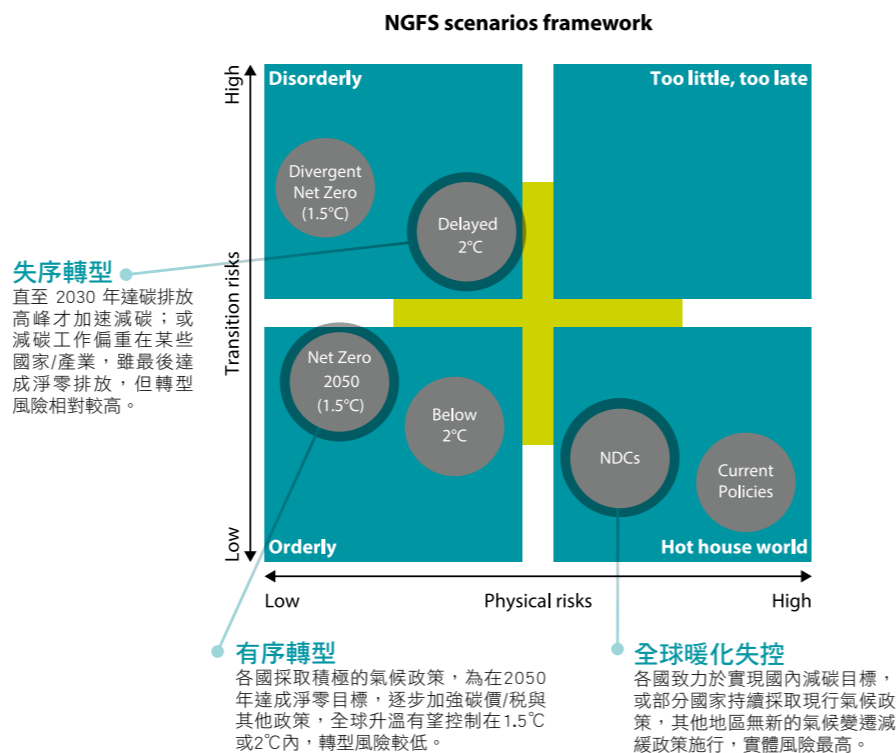 NGFS scenarios framework
High
Transition risks
Low
Disorderly
Too little, too late
Divergent
Net Zero
(1.5°C)
Delayed
2°C
失序轉型
直至 2030 年達碳排放
高峰才加速減碳；或
減碳工作偏重在某些
國家/產業，雖最後達
成淨零排放，但轉型
風險相對較高。
Net Zero
2050
(1.5°C)
Below
2°C
NDCs
Current
Policies
Orderly
Hot house world
Low
Physical risks
High
有序轉型
各國採取積極的氣候政策，為在2050
年達成淨零目標，逐步加強碳價/稅與
其他政策，全球升溫有望控制在1.5℃
或2℃內，轉型風險較低。
全球暖化失控
各國致力於實現國內減碳目標，
或部分國家持續採取現行氣候政
策，其他地區無新的氣候變遷減
緩政策施行，實體風險最高。